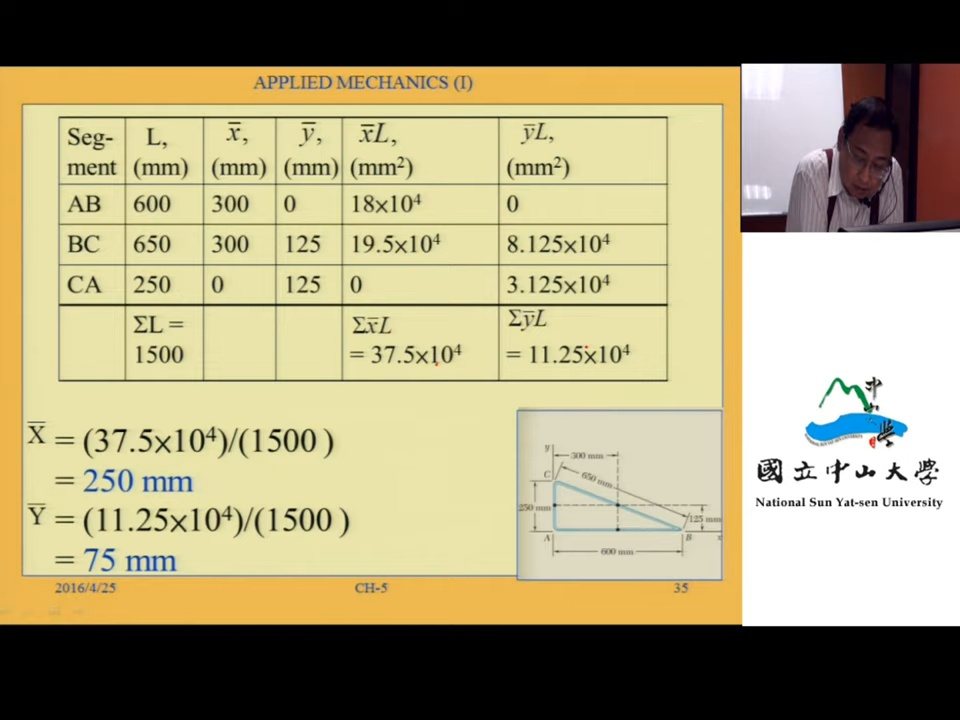 APPLIED MECHANICS (I)
Seg-ment L, (mm) x̄, (mm) ȳ, (mm) x̄L, (mm²) ȳL, (mm²)
AB 600 300 0 18×10⁴ 0
BC 650 300 125 19.5×10⁴ 8.125×10⁴
CA 250 0 125 0 3.125×10⁴
ΣL = 1500 Σx̄L = 37.5×10⁴ ΣȳL = 11.25×10⁴
X̄ = (37.5×10⁴)/(1500 )
= 250 mm
Ȳ = (11.25×10⁴)/(1500 )
= 75 mm
y
300 mm
C
650 mm
250 mm
125 mm
A
B
x
600 mm
2016/4/25 CH-5 35
國立中山大學
National Sun Yat-sen University